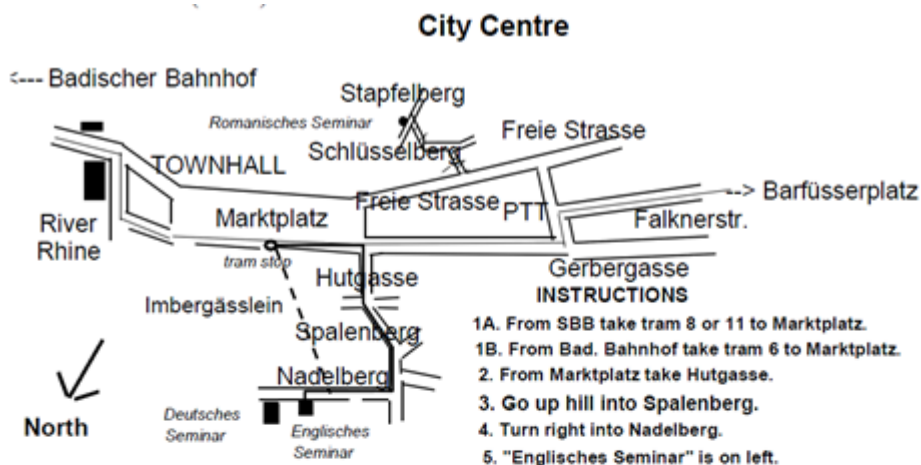 City Centre
<--- Badischer Bahnhof
Stapfelberg
Romanisches Seminar
Freie Strasse
Schlüsselberg
TOWNHALL
--> Barfüsserplatz
Freie Strasse
PTT
Marktplatz
Falknerstr.
River
Rhine
tram stop
Hutgasse
Gerbergasse
Imbergässlein
Spalenberg
Nadelberg
North
Deutsches
Seminar
Englisches
Seminar
INSTRUCTIONS
1A. From SBB take tram 8 or 11 to Marktplatz.
1B. From Bad. Bahnhof take tram 6 to Marktplatz.
2. From Marktplatz take Hutgasse.
3. Go up hill into Spalenberg.
4. Turn right into Nadelberg.
5. "Englisches Seminar" is on left.